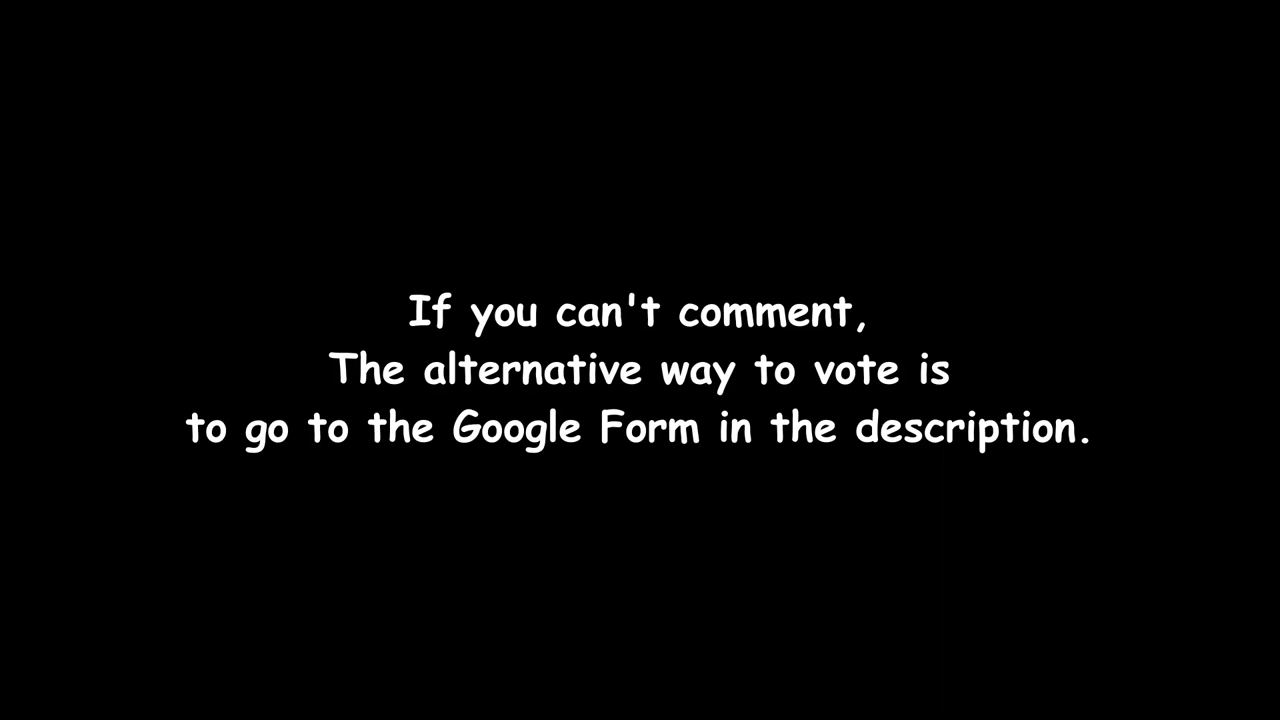 If you can't comment,
The alternative way to vote is
to go to the Google Form in the description.